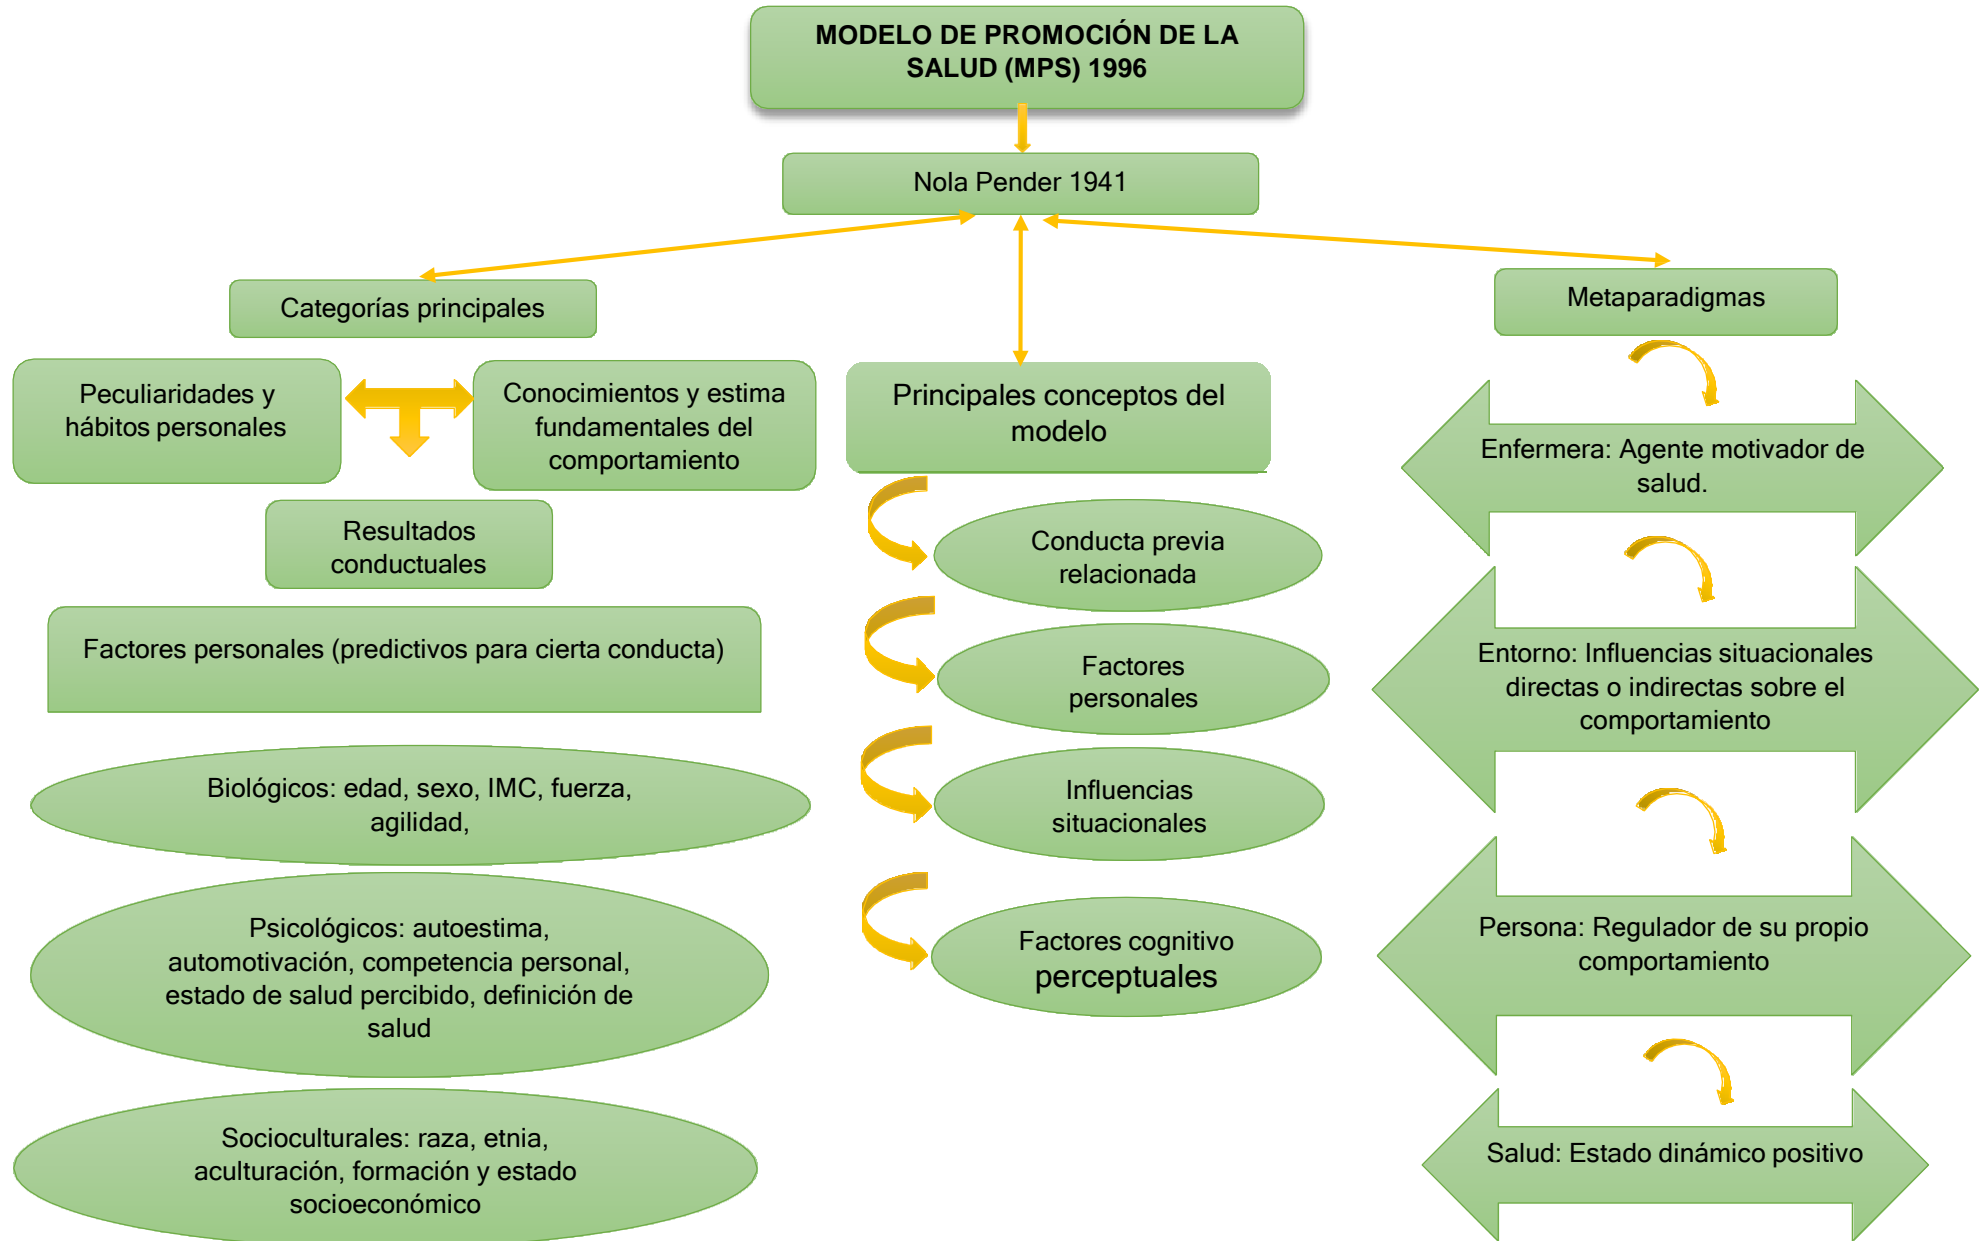 MODELO DE PROMOCIÓN DE LA
SALUD (MPS) 1996
Nola Pender 1941
Categorías principales
Peculiaridades y
hábitos personales
Conocimientos y estima
fundamentales del
comportamiento
Resultados
conductuales
Factores personales (predictivos para cierta conducta)
Biológicos: edad, sexo, IMC, fuerza,
agilidad,
Psicológicos: autoestima,
automotivación, competencia personal,
estado de salud percibido, definición de
salud
Socioculturales: raza, etnia,
aculturación, formación y estado
socioeconómico
Principales conceptos del
modelo
Conducta previa
relacionada
Factores
personales
Influencias
situacionales
Factores cognitivo
perceptuales
Metaparadigmas
Enfermera: Agente motivador de
salud.
Entorno: Influencias situacionales
directas o indirectas sobre el
comportamiento
Persona: Regulador de su propio
comportamiento
Salud: Estado dinámico positivo